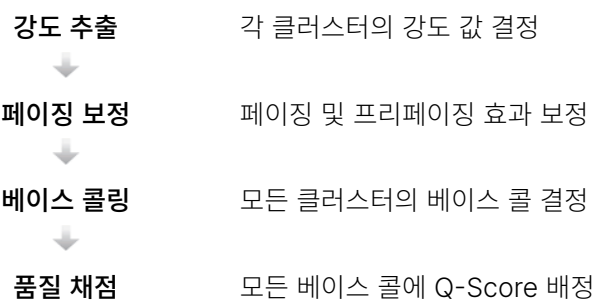 강도 추출 각 클러스터의 강도 값 결정
페이징 보정 페이징 및 프리페이징 효과 보정
베이스 콜링 모든 클러스터의 베이스 콜 결정
품질 채점 모든 베이스 콜에 Q-Score 배정